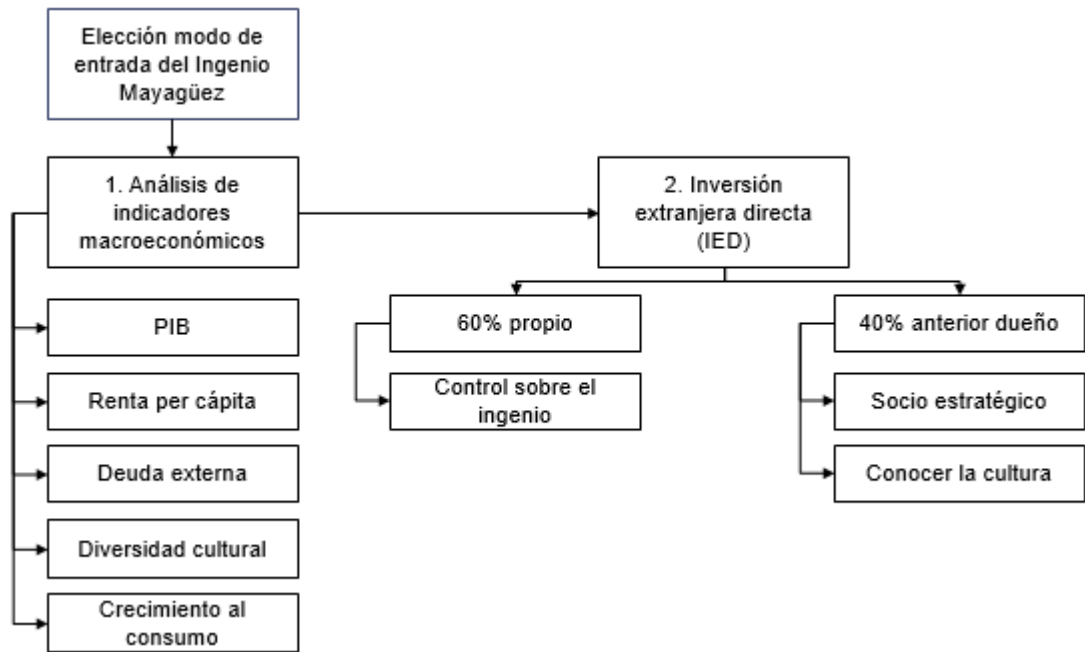 Elección modo de
entrada del Ingenio
Mayagüez
1. Análisis de
indicadores
macroeconómicos
2. Inversión
extranjera directa
(IED)
PIB
60% propio
40% anterior dueño
Renta per cápita
Control sobre el
ingenio
Socio estratégico
Deuda externa
Conocer la cultura
Diversidad cultural
Crecimiento al
consumo